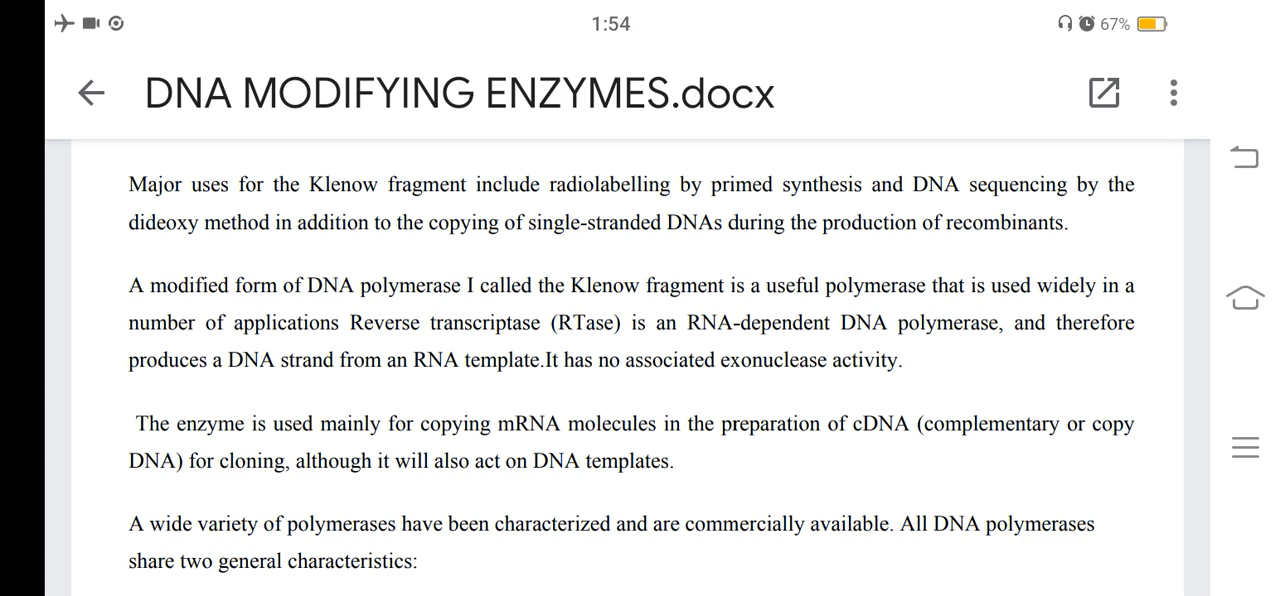 1:54
67%
DNA MODIFYING ENZYMES.docx
Major uses for the Klenow fragment include radiolabelling by primed synthesis and DNA sequencing by the
dideoxy method in addition to the copying of single-stranded DNAs during the production of recombinants.
A modified form of DNA polymerase I called the Klenow fragment is a useful polymerase that is used widely in a
number of applications Reverse transcriptase (RTase) is an RNA-dependent DNA polymerase, and therefore
produces a DNA strand from an RNA template.It has no associated exonuclease activity.
The enzyme is used mainly for copying mRNA molecules in the preparation of cDNA (complementary or copy
DNA) for cloning, although it will also act on DNA templates.
A wide variety of polymerases have been characterized and are commercially available. All DNA polymerases
share two general characteristics: